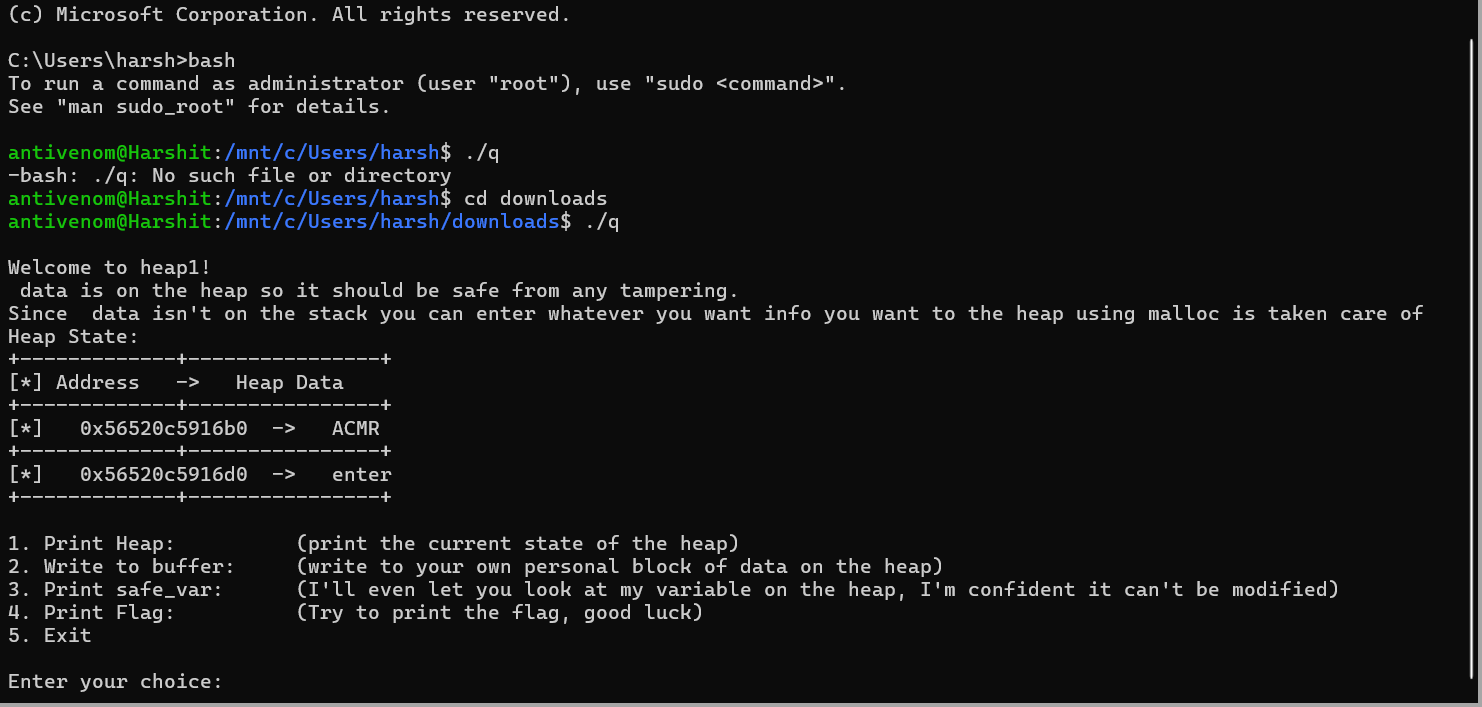 (c) Microsoft Corporation. All rights reserved.
C:\Users\harsh>bash
To run a command as administrator (user "root"), use "sudo <command>".
See "man sudo_root" for details.
antivenom@Harshit:/mnt/c/Users/harsh$ ./q
-bash: ./q: No such file or directory
antivenom@Harshit:/mnt/c/Users/harsh$ cd downloads
antivenom@Harshit:/mnt/c/Users/harsh/downloads$ ./q
Welcome to heap1!
 data is on the heap so it should be safe from any tampering.
Since  data isn't on the stack you can enter whatever you want info you want to the heap using malloc is taken care of
Heap State:
+-------------+----------------+
[*] Address   ->   Heap Data
+-------------+----------------+
[*]   0x56520c5916b0  ->   ACMR
+-------------+----------------+
[*]   0x56520c5916d0  ->   enter
+-------------+----------------+
1. Print Heap:          (print the current state of the heap)
2. Write to buffer:     (write to your own personal block of data on the heap)
3. Print safe_var:      (I'll even let you look at my variable on the heap, I'm confident it can't be modified)
4. Print Flag:          (Try to print the flag, good luck)
5. Exit
Enter your choice: